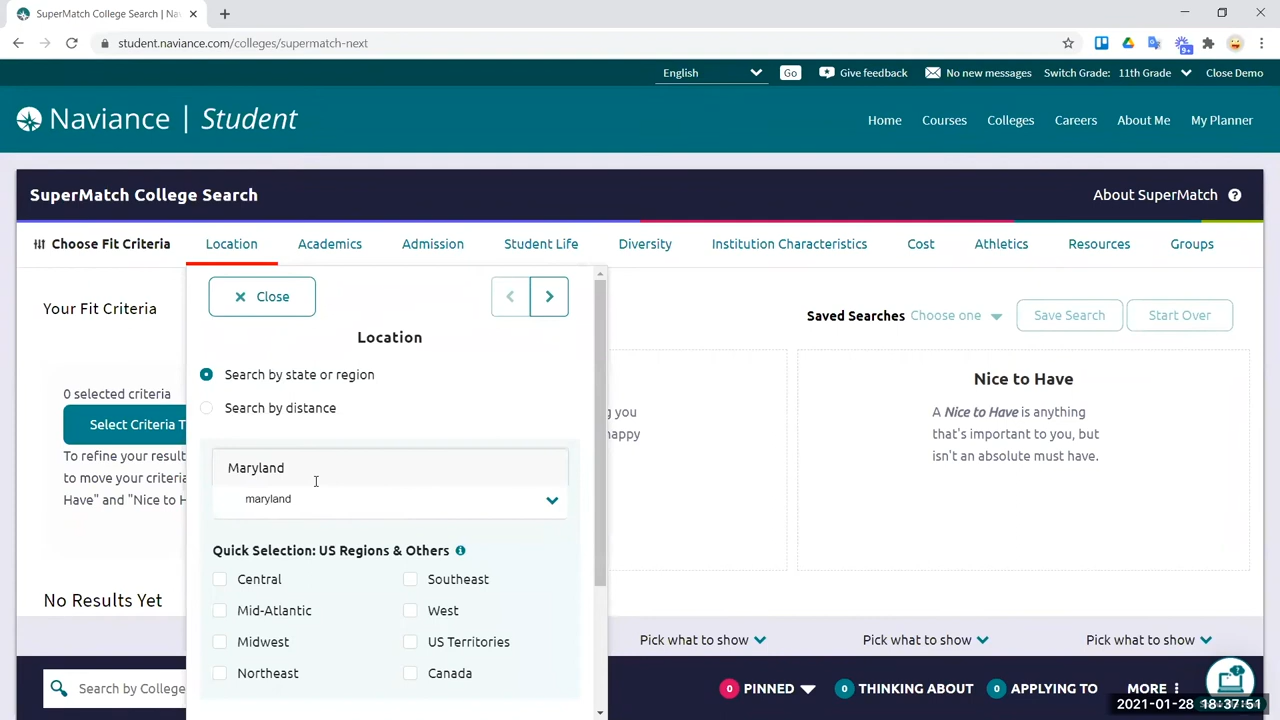 SuperMatch College Search | Nav
student.naviance.com/colleges/supermatch-next
9+
English Go Give feedback No new messages Switch Grade: 11th Grade Close Demo
Naviance | Student
Home Courses Colleges Careers About Me My Planner
SuperMatch College Search About SuperMatch ?
Choose Fit Criteria Location Academics Admission Student Life Diversity Institution Characteristics Cost Athletics Resources Groups
Close
Your Fit Criteria
Saved Searches Choose one Save Search Start Over
Location
Search by state or region
Nice to Have
0 selected criteria
Search by distance
g you
A Nice to Have is anything
Select Criteria T
happy
that's important to you, but
To refine your result
isn't an absolute must have.
Maryland
to move your criteria
Have" and "Nice to H
maryland
Quick Selection: US Regions & Others
Central Southeast
No Results Yet
Mid-Atlantic West
Midwest US Territories
Pick what to show Pick what to show Pick what to show
Northeast Canada
Search by College
0 PINNED 0 THINKING ABOUT 0 APPLYING TO MORE
2021-01-28 18:37:51